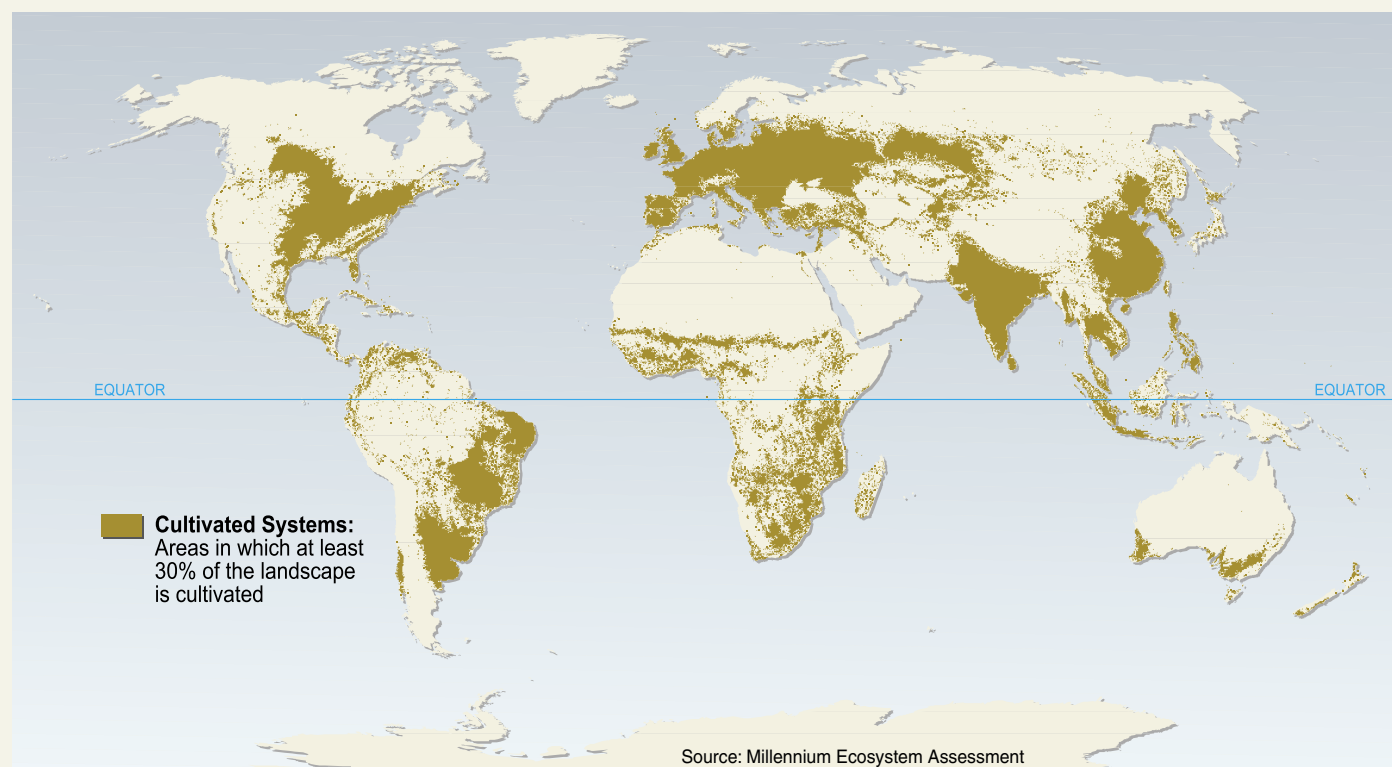 EQUATOR
EQUATOR
Cultivated Systems:
Areas in which at least
30% of the landscape
is cultivated
Source: Millennium Ecosystem Assessment